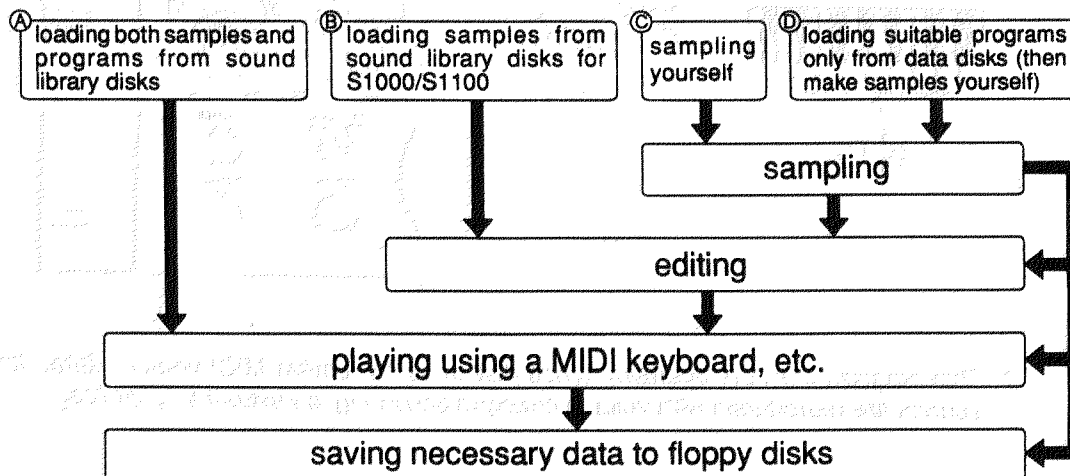 A
loading both samples and
programs from sound
library disks
B
loading samples from
sound library disks for
S1000/S1100
C
sampling
yourself
D
loading suitable programs
only from data disks (then
make samples yourself)
sampling
editing
playing using a MIDI keyboard, etc.
saving necessary data to floppy disks